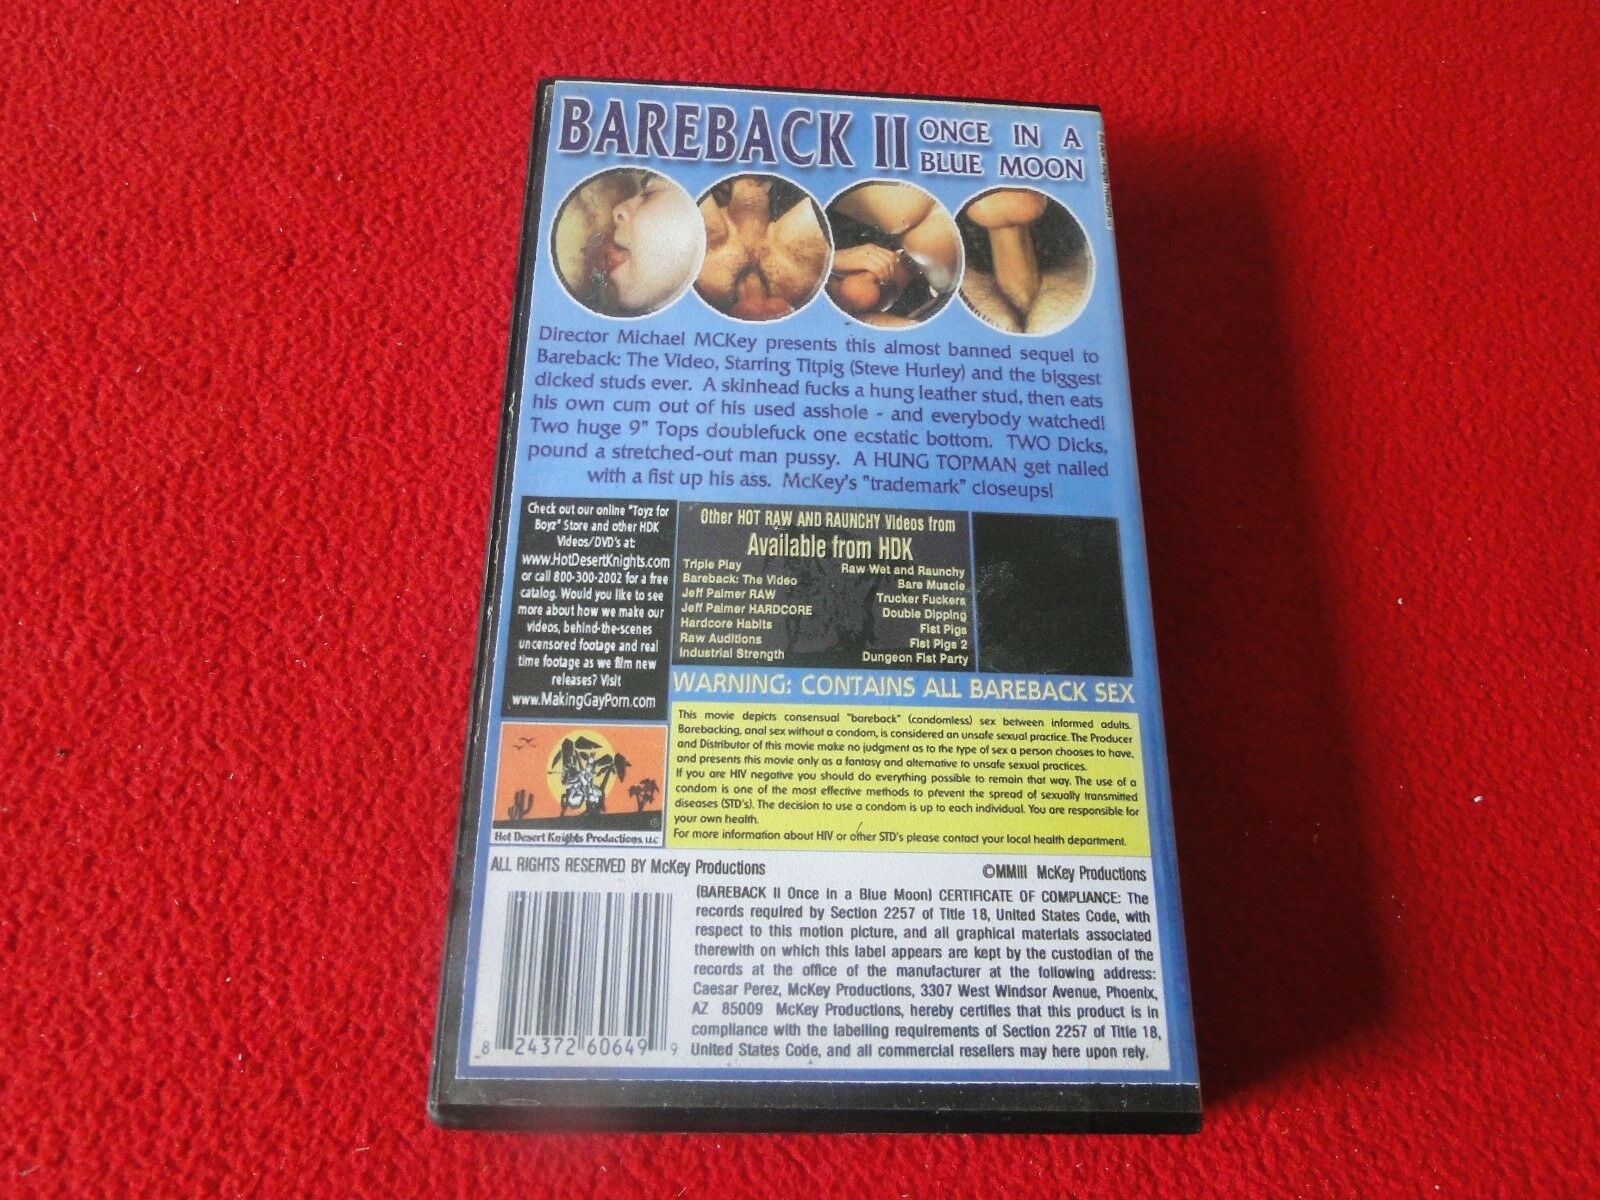 BAREBACK II ONCE IN A
BLUE MOON
Director Michael MCKey presents this almost banned sequel to
Bareback: The Video, Starring Titpig (Steve Hurley) and the biggest
dicked studs ever. A skinhead fucks a hung leather stud, then eats
his own cum out of his used asshole - and everybody watched!
Two huge 9" Tops doublefuck one ecstatic bottom. TWO Dicks,
pound a stretched-out man pussy. A HUNG TOPMAN get nailed
with a fist up his ass. McKey's "trademark" closeups!
Check out our online "Toyz for
Boyz" Store and other HDK
Videos/DVD's at:
www.HotDesertKnights.com
or call 800-300-2002 for a free
catalog. Would you like to see
more about how we make our
videos, behind-the-scenes
uncensored footage and real
time footage as we film new
releases? Visit
www.MakingGayPorn.com
Other HOT RAW AND RAUNCHY Videos from
Available from HDK
Triple Play
Bareback: The Video
Jeff Palmer RAW
Jeff Palmer HARDCORE
Hardcore Habits
Raw Auditions
Industrial Strength
Raw Wet and Raunchy
Bare Muscle
Trucker Fuckers
Double Dipping
Fist Pigs
Fist Pigs 2
Dungeon Fist Party
WARNING: CONTAINS ALL BAREBACK SEX
This movie depicts consensual "bareback" (condomless) sex between informed adults.
Barebacking, anal sex without a condom, is considered an unsafe sexual practice. The Producer
and Distributor of this movie make no judgment as to the type of sex a person chooses to have,
and presents this movie only as a fantasy and alternative to unsafe sexual practices.
If you are HIV negative you should do everything possible to remain that way. The use of a
condom is one of the most effective methods to prevent the spread of sexually transmitted
diseases (STD's). The decision to use a condom is up to each individual. You are responsible for
your own health.
For more information about HIV or other STD's please contact your local health department.
Hot Desert Knights Productions, LLC
ALL RIGHTS RESERVED BY McKey Productions
©MMIII McKey Productions
(BAREBACK II Once in a Blue Moon) CERTIFICATE OF COMPLIANCE: The
records required by Section 2257 of Title 18, United States Code, with
respect to this motion picture, and all graphical materials associated
therewith on which this label appears are kept by the custodian of the
records at the office of the manufacturer at the following address:
Caesar Perez, McKey Productions, 3307 West Windsor Avenue, Phoenix,
AZ 85009 McKey Productions, hereby certifies that this product is in
compliance with the labelling requirements of Section 2257 of Title 18,
United States Code, and all commercial resellers may here upon rely.
8 24372 60649 9